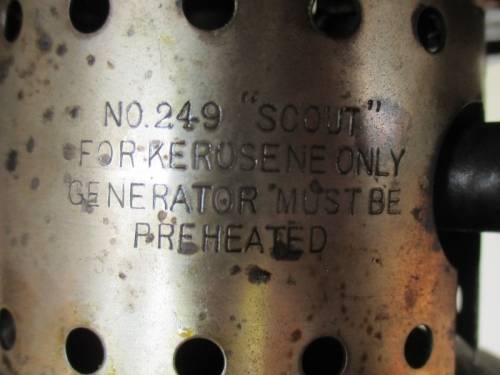 NO.249 "SCOUT"
FOR KEROSENE ONLY
GENERATOR MUST BE
PREHEATED